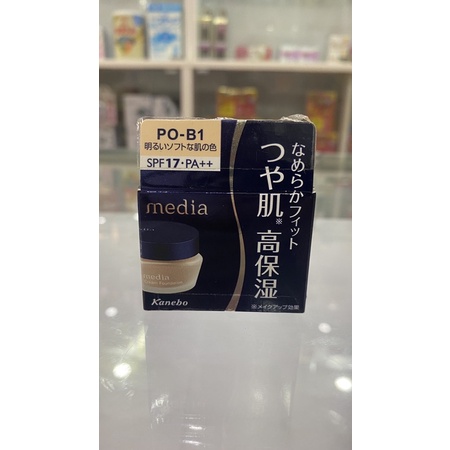 PO-B1
明るいソフトな肌の色
SPF17・PA++
media
media
Kanebo
なめらかフィット
つや肌※
高保湿
※メイクアップ効果